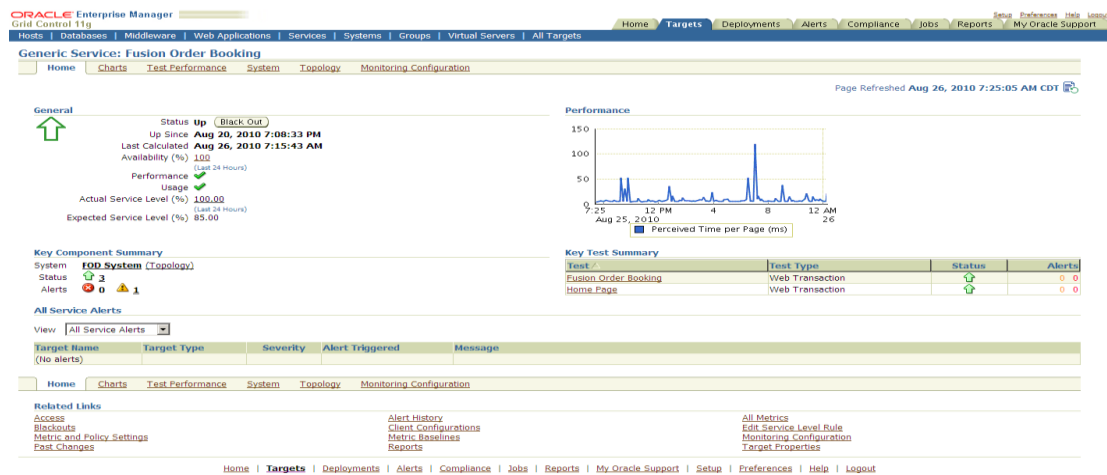 ORACLE Enterprise Manager
Grid Control 11g
Setup Preferences Help Logout
Home Targets Deployments Alerts Compliance Jobs Reports My Oracle Support
Hosts | Databases | Middleware | Web Applications | Services | Systems | Groups | Virtual Servers | All Targets
Generic Service: Fusion Order Booking
Home Charts Test Performance System Topology Monitoring Configuration
Page Refreshed Aug 26, 2010 7:25:05 AM CDT
General
Status Up Black Out
Up Since Aug 20, 2010 7:08:33 PM
Last Calculated Aug 26, 2010 7:15:43 AM
Availability (%) 100
(Last 24 Hours)
Performance
Usage
Actual Service Level (%) 100.00
(Last 24 Hours)
Expected Service Level (%) 85.00
Performance
150
100
50
0
7:25 12 PM 4 8 12 AM
Aug 25, 2010 26
Perceived Time per Page (ms)
Key Component Summary
System FOD System (Topology)
Status 3
Alerts 0 1
Key Test Summary
Test Test Type Status Alerts
Fusion Order Booking Web Transaction 0 0
Home Page Web Transaction 0 0
All Service Alerts
View All Service Alerts
Target Name Target Type Severity Alert Triggered Message
(No alerts)
Home Charts Test Performance System Topology Monitoring Configuration
Related Links
Access Alert History All Metrics
Blackouts Client Configurations Edit Service Level Rule
Metric and Policy Settings Metric Baselines Monitoring Configuration
Past Changes Reports Target Properties
Home | Targets | Deployments | Alerts | Compliance | Jobs | Reports | My Oracle Support | Setup | Preferences | Help | Logout